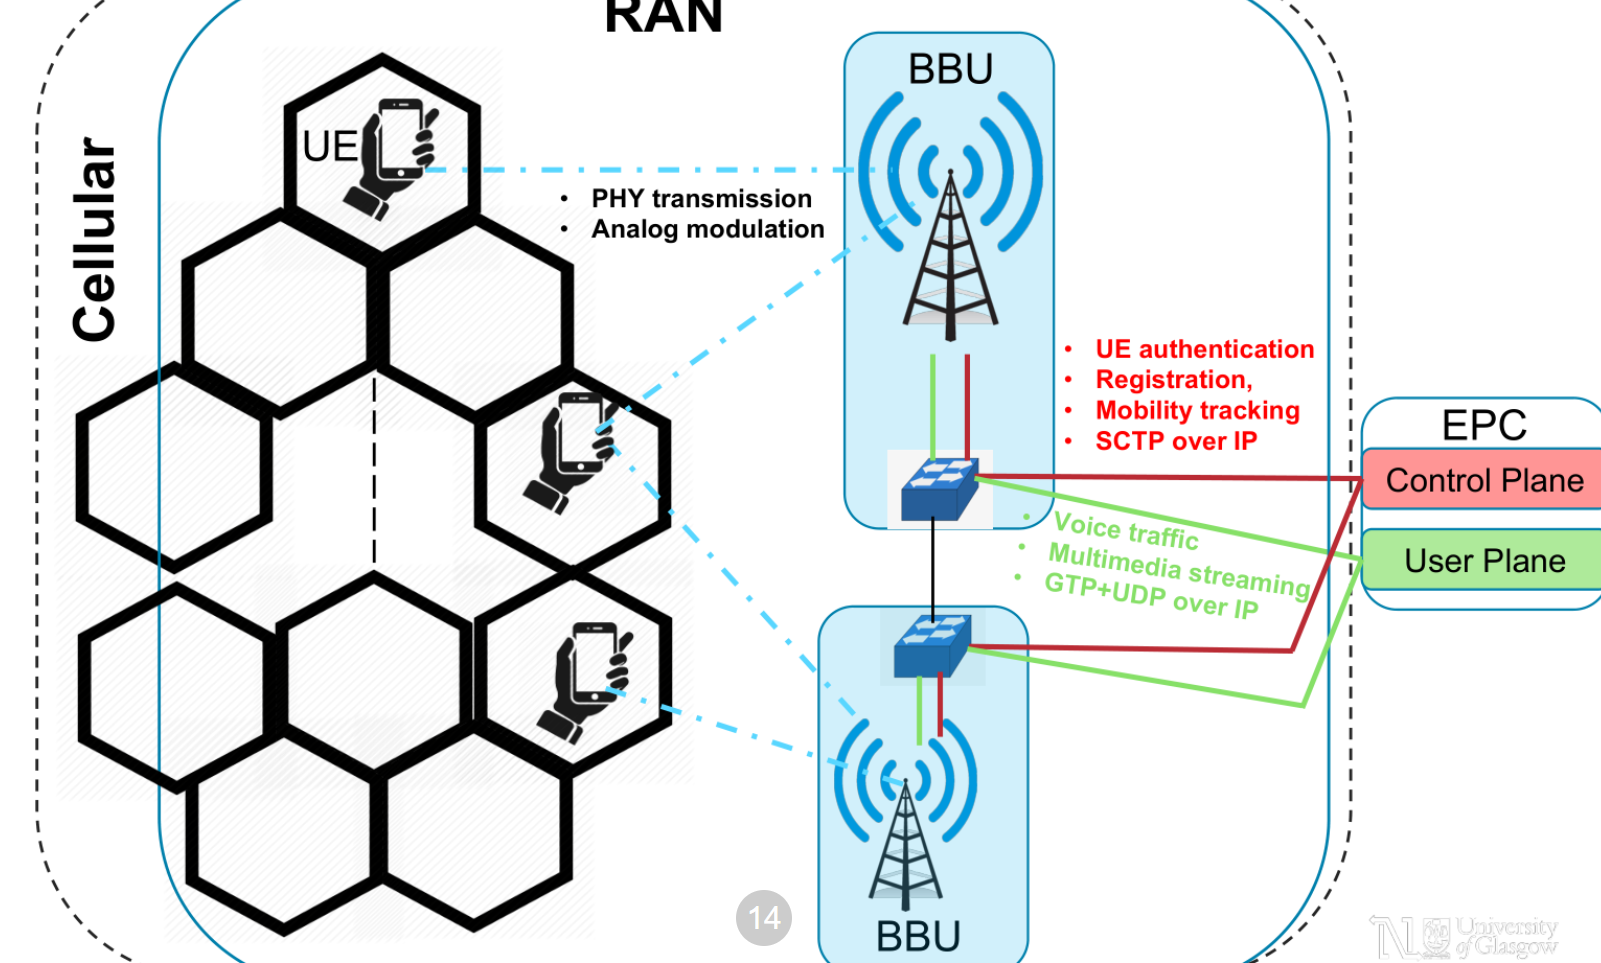 RAN
Cellular
UE
• PHY transmission
• Analog modulation
BBU
• UE authentication
• Registration,
• Mobility tracking
• SCTP over IP
EPC
Control Plane
User Plane
• Voice traffic
• Multimedia streaming
• GTP+UDP over IP
BBU
14
University
of Glasgow